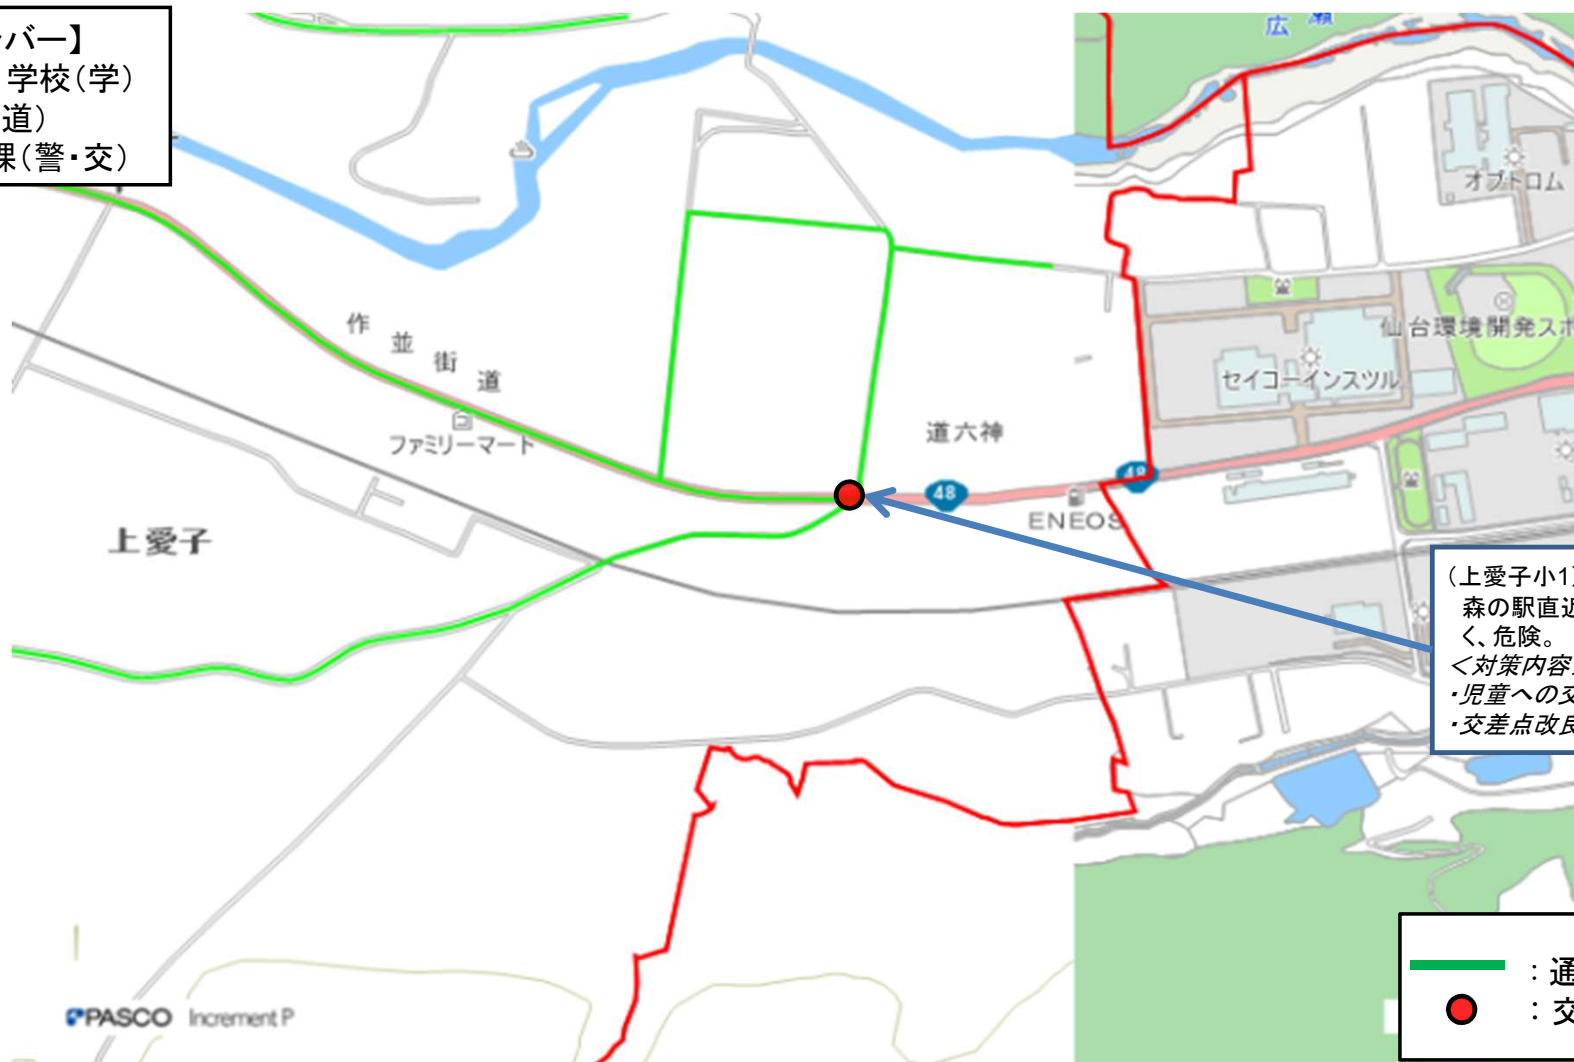 バー】
学校(学)
道)
課(警・交)
広 瀬
オプトロム
仙台環境開発スポ
セイコーインスツル
作並街道
ファミリーマート
道六神
48
48
ENEOS
上愛子
(上愛子小1)
森の駅直近
く、危険。
<対策内容
・児童への交
・交差点改良
:通
:交
PASCO Increment P